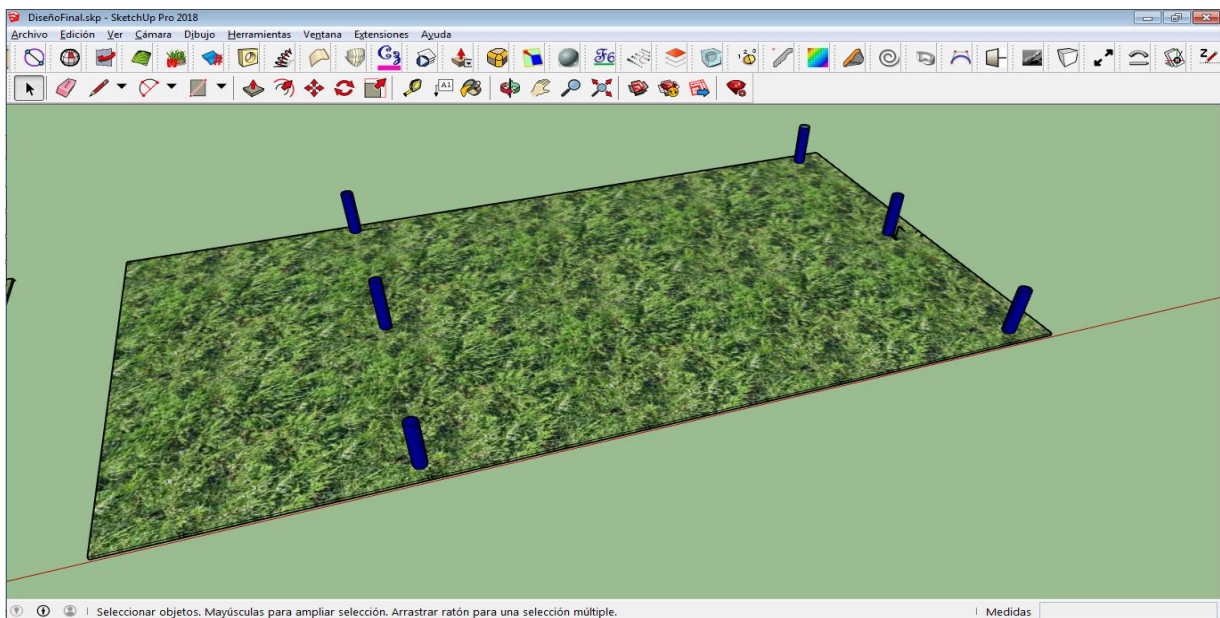 DiseñoFinal.skp - SketchUp Pro 2018
Archivo Edición Ver Cámara Dibujo Herramientas Ventana Extensiones Ayuda
Seleccionar objetos. Mayúsculas para ampliar selección. Arrastrar ratón para una selección múltiple.
Medidas